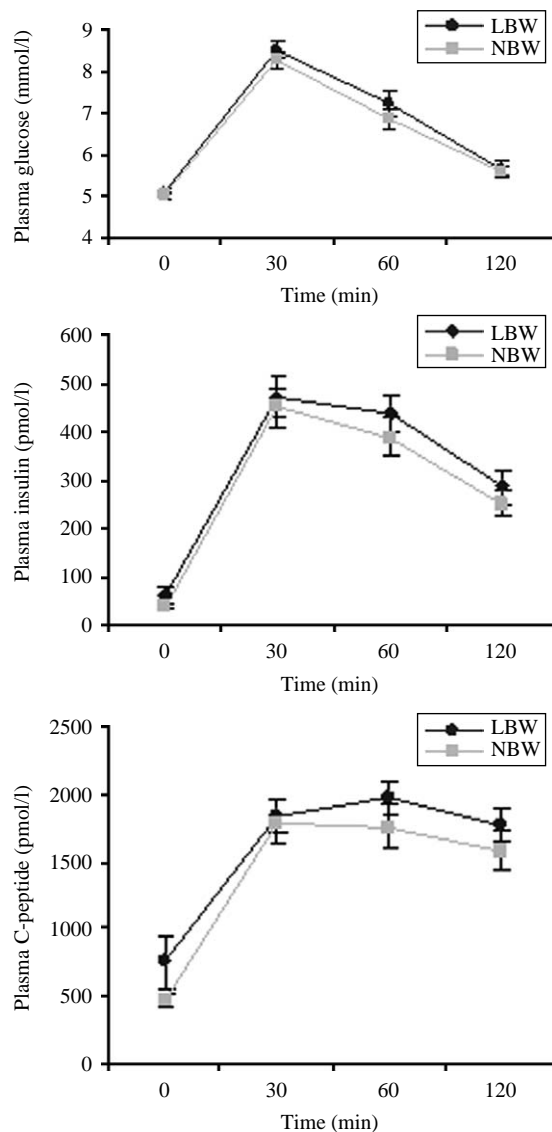 LBW
NBW
Plasma glucose (mmol/l)
9
8
7
6
5
4
0 30 60 120
Time (min)
LBW
NBW
Plasma insulin (pmol/l)
600
500
400
300
200
100
0
0 30 60 120
Time (min)
LBW
NBW
Plasma C-peptide (pmol/l)
2500
2000
1500
1000
500
0
0 30 60 120
Time (min)